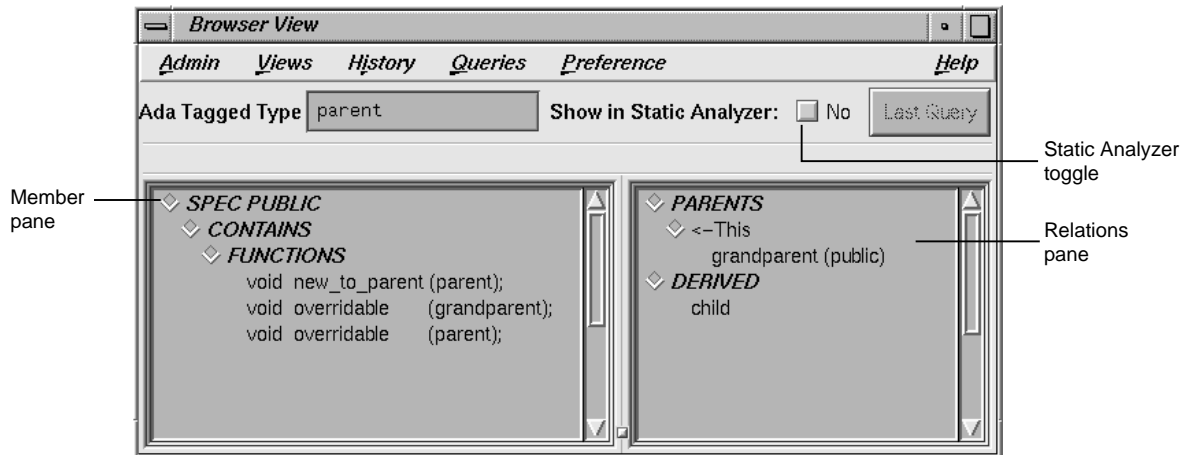 Browser View
Admin Views History Queries Preference Help
Ada Tagged Type parent Show in Static Analyzer: No Last Query
Static Analyzer
toggle
Member
pane
SPEC PUBLIC
CONTAINS
FUNCTIONS
void new_to_parent (parent);
void overridable (grandparent);
void overridable (parent);
PARENTS
<-This
grandparent (public)
DERIVED
child
Relations
pane